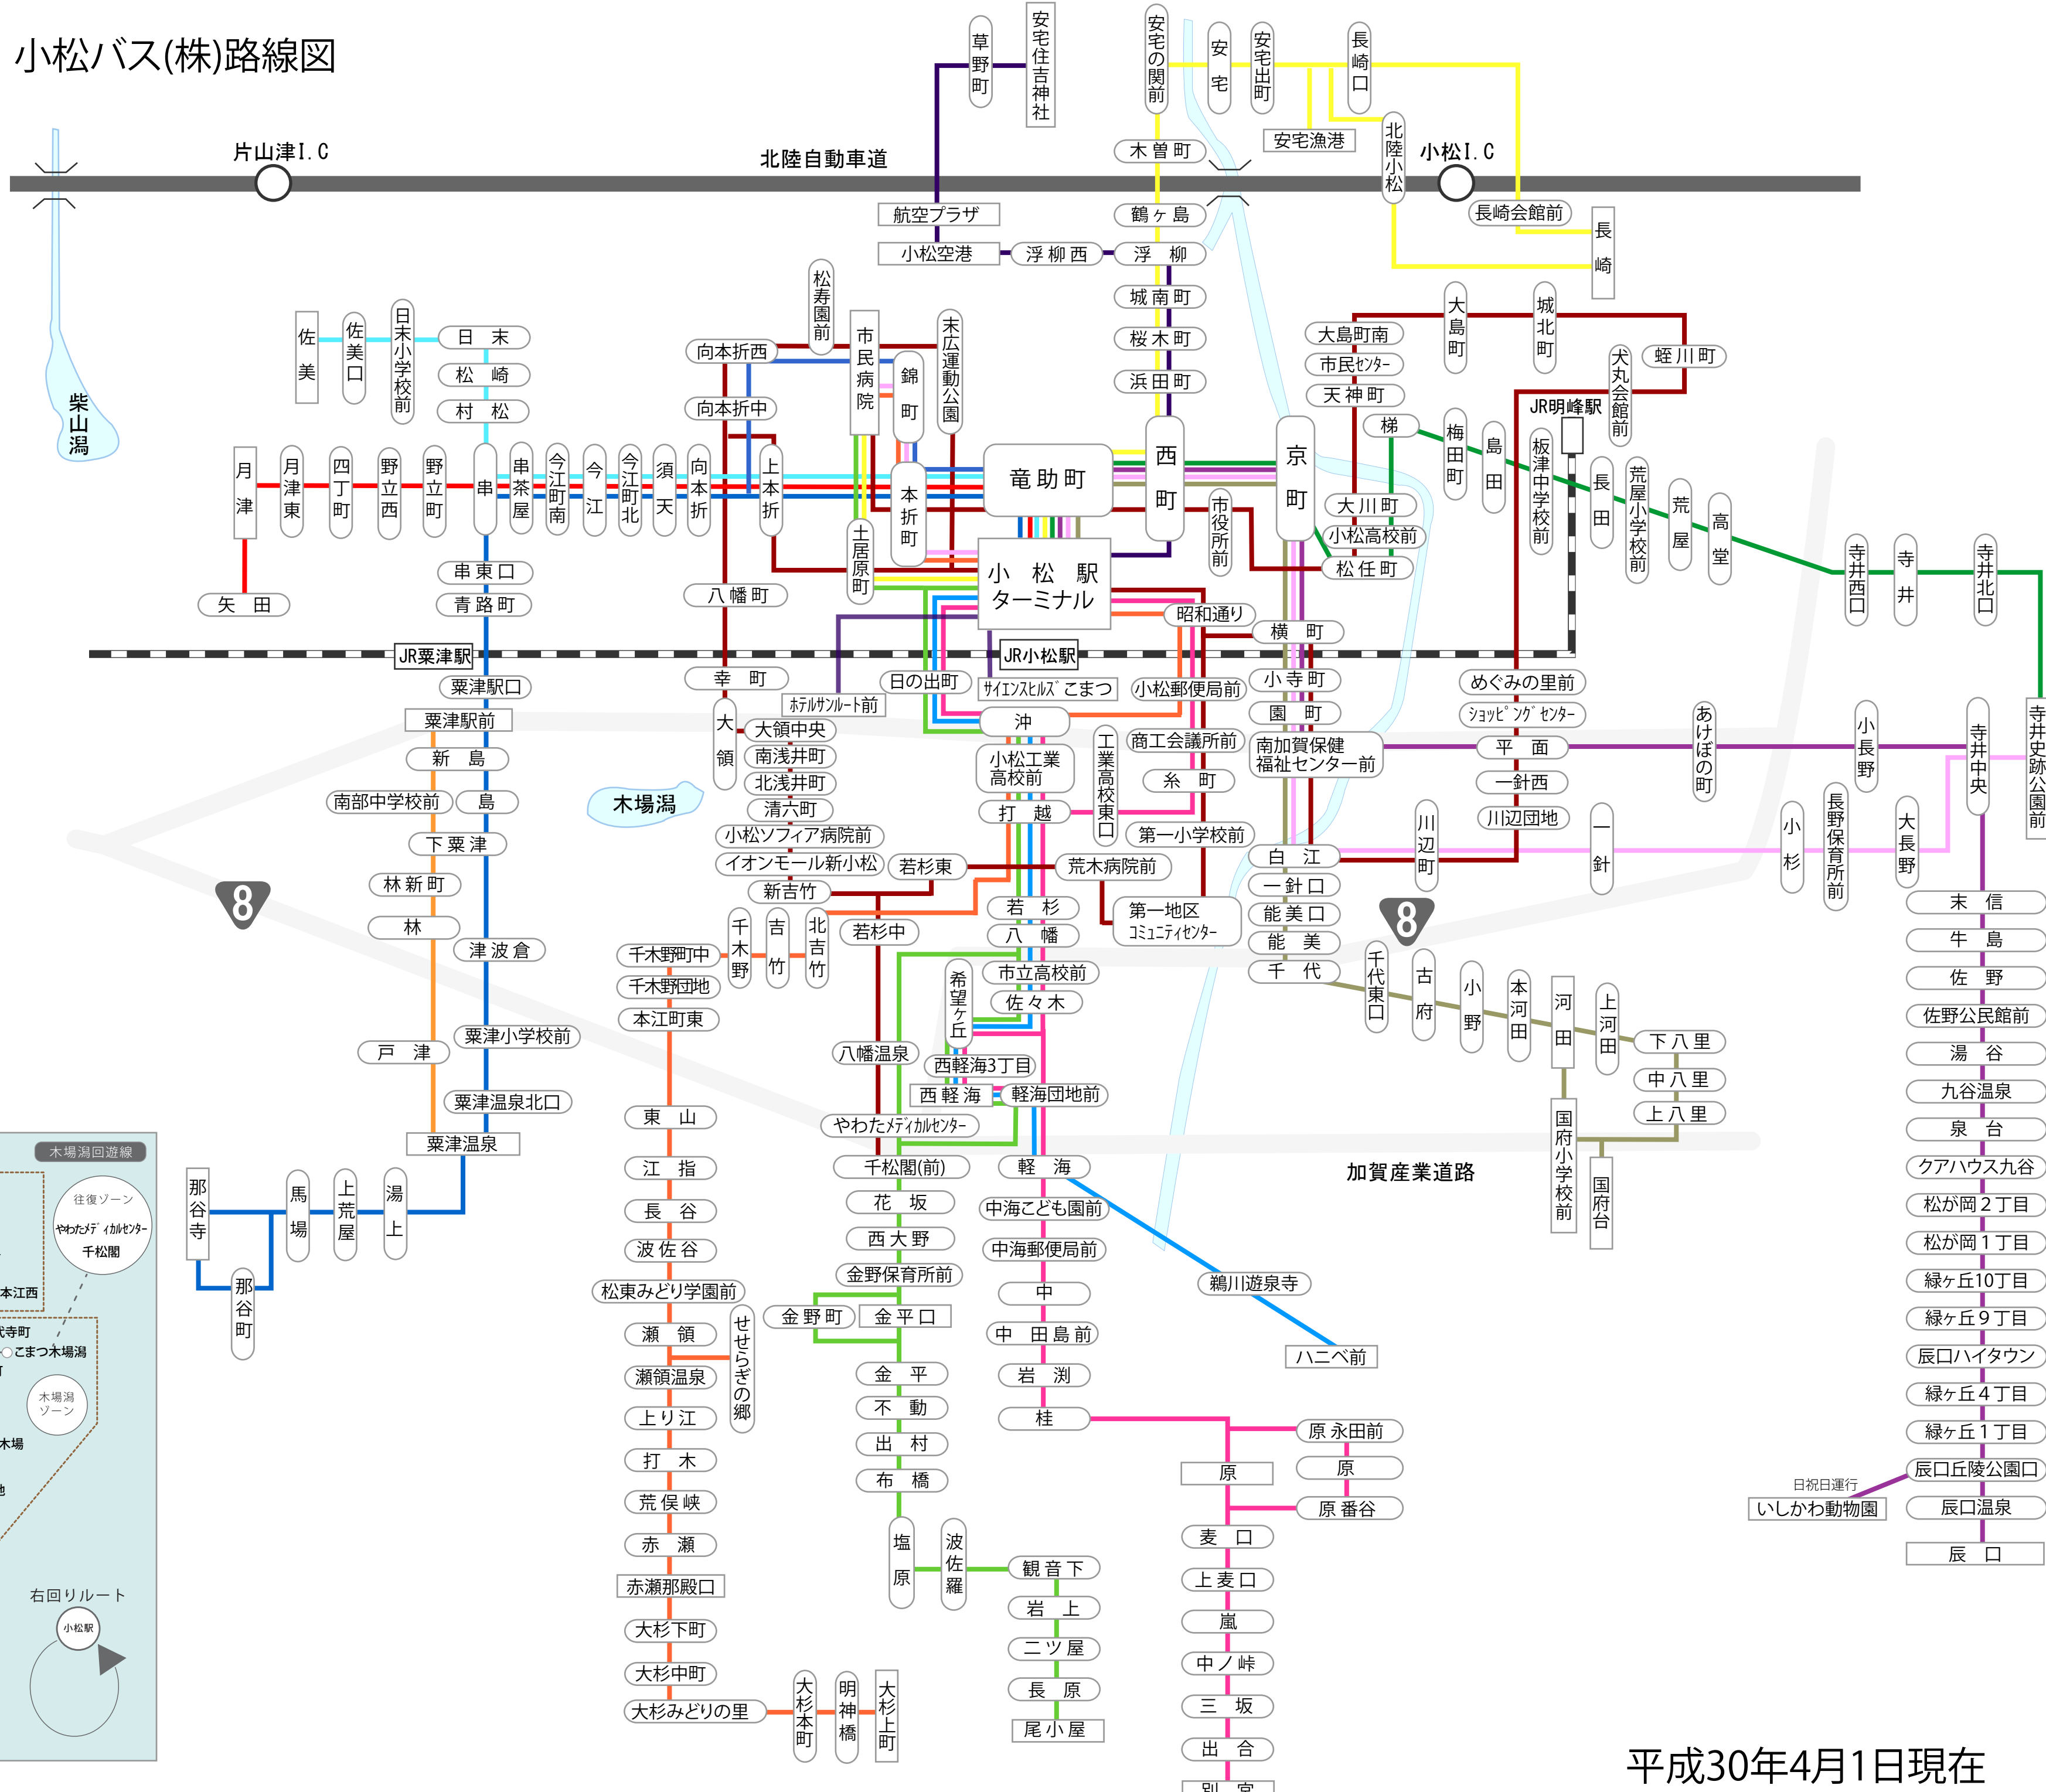 小松バス(株)路線図
草野町
安宅住吉神社
安宅の関前
安宅
安宅出町
長崎口
安宅漁港
北陸小松
小松I.C
片山津I.C
北陸自動車道
木曽町
航空プラザ
鶴ヶ島
長崎会館前
長崎
小松空港
浮柳西
浮柳
城南町
桜木町
浜田町
松寿園前
市民病院
末広運動公園
錦町
向本折西
向本折中
佐美
佐美口
日末小学校前
日末
松崎
村松
柴山潟
大島町南
市民センター
天神町
大島町
城北町
蛭川町
犬丸会館前
JR明峰駅
梯
梅田町
島田
板津中学校前
長田
荒屋小学校前
荒屋
高堂
寺井西口
寺井
寺井北口
月津
月津東
四丁町
野立西
野立町
串
串茶屋
今江町南
今江
今江町北
須天
向本折
上本折
本折町
竜助町
西町
京町
市役所前
大川町
小松高校前
松任町
土居原町
小松駅
ターミナル
矢田
串東口
青路町
八幡町
昭和通り
横町
JR粟津駅
JR小松駅
粟津駅口
幸町
日の出町
サイエンスヒルズこまつ
小松郵便局前
小寺町
めぐみの里前
ホテルサンルート前
粟津駅前
大領
大領中央
沖
園町
ショッピングセンター
あけぼの町
小長野
寺井中央
寺井史跡公園前
新島
南浅井町
小松工業
高校前
工業高校東口
商工会議所前
南加賀保健
福祉センター前
平面
北浅井町
糸町
一針西
南部中学校前
島
木場潟
清六町
打越
川辺団地
川辺町
一針
小杉
長野保育所前
大長野
下粟津
小松ソフィア病院前
第一小学校前
白江
イオンモール新小松
若杉東
荒木病院前
林新町
新吉竹
一針口
8
林
千木野
吉竹
北吉竹
若杉中
若杉
第一地区
コミュニティセンター
能美口
8
末信
津波倉
千木野町中
八幡
能美
牛島
千木野団地
希望ヶ丘
市立高校前
千代
千代東口
古府
小野
本河田
河田
上河田
佐野
本江町東
佐々木
佐野公民館前
粟津小学校前
下八里
戸津
八幡温泉
西軽海3丁目
中八里
湯谷
粟津温泉北口
西軽海
軽海団地前
上八里
九谷温泉
東山
やわたメディカルセンター
国府小学校前
国府台
泉台
粟津温泉
千松閣(前)
軽海
加賀産業道路
クアハウス九谷
那谷寺
馬場
上荒屋
湯上
那谷町
江指
花坂
中海こども園前
松が岡2丁目
長谷
西大野
中海郵便局前
松が岡1丁目
波佐谷
金野保育所前
鵜川遊泉寺
緑ヶ丘10丁目
松東みどり学園前
金野町
金平口
中
緑ヶ丘9丁目
瀬領
せせらぎの郷
中田島前
ハニベ前
辰口ハイタウン
瀬領温泉
金平
岩渕
緑ヶ丘4丁目
上り江
不動
桂
原永田前
緑ヶ丘1丁目
打木
出村
原
原
辰口丘陵公園口
荒俣峡
布橋
原番谷
日祝日運行
いしかわ動物園
辰口温泉
赤瀬
塩原
波佐羅
観音下
麦口
辰口
赤瀬那殿口
岩上
上麦口
大杉下町
二ツ屋
嵐
大杉中町
長原
中ノ峠
大杉みどりの里
大杉本町
明神橋
大杉上町
尾小屋
三坂
出合
別宮
木場潟回遊線
往復ゾーン
やわたメディカルセンター
千松閣
本江西
寺町
こまつ木場潟
町
木場潟
ゾーン
木場
右回りルート
小松駅
平成30年4月1日現在